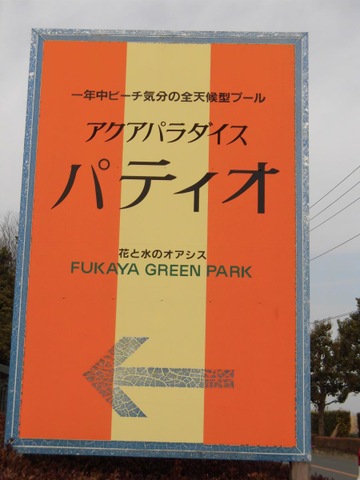 一年中ビーチ気分の全天候型プール
アクアパラダイス
パティオ
花と水のオアシス
FUKAYA GREEN PARK